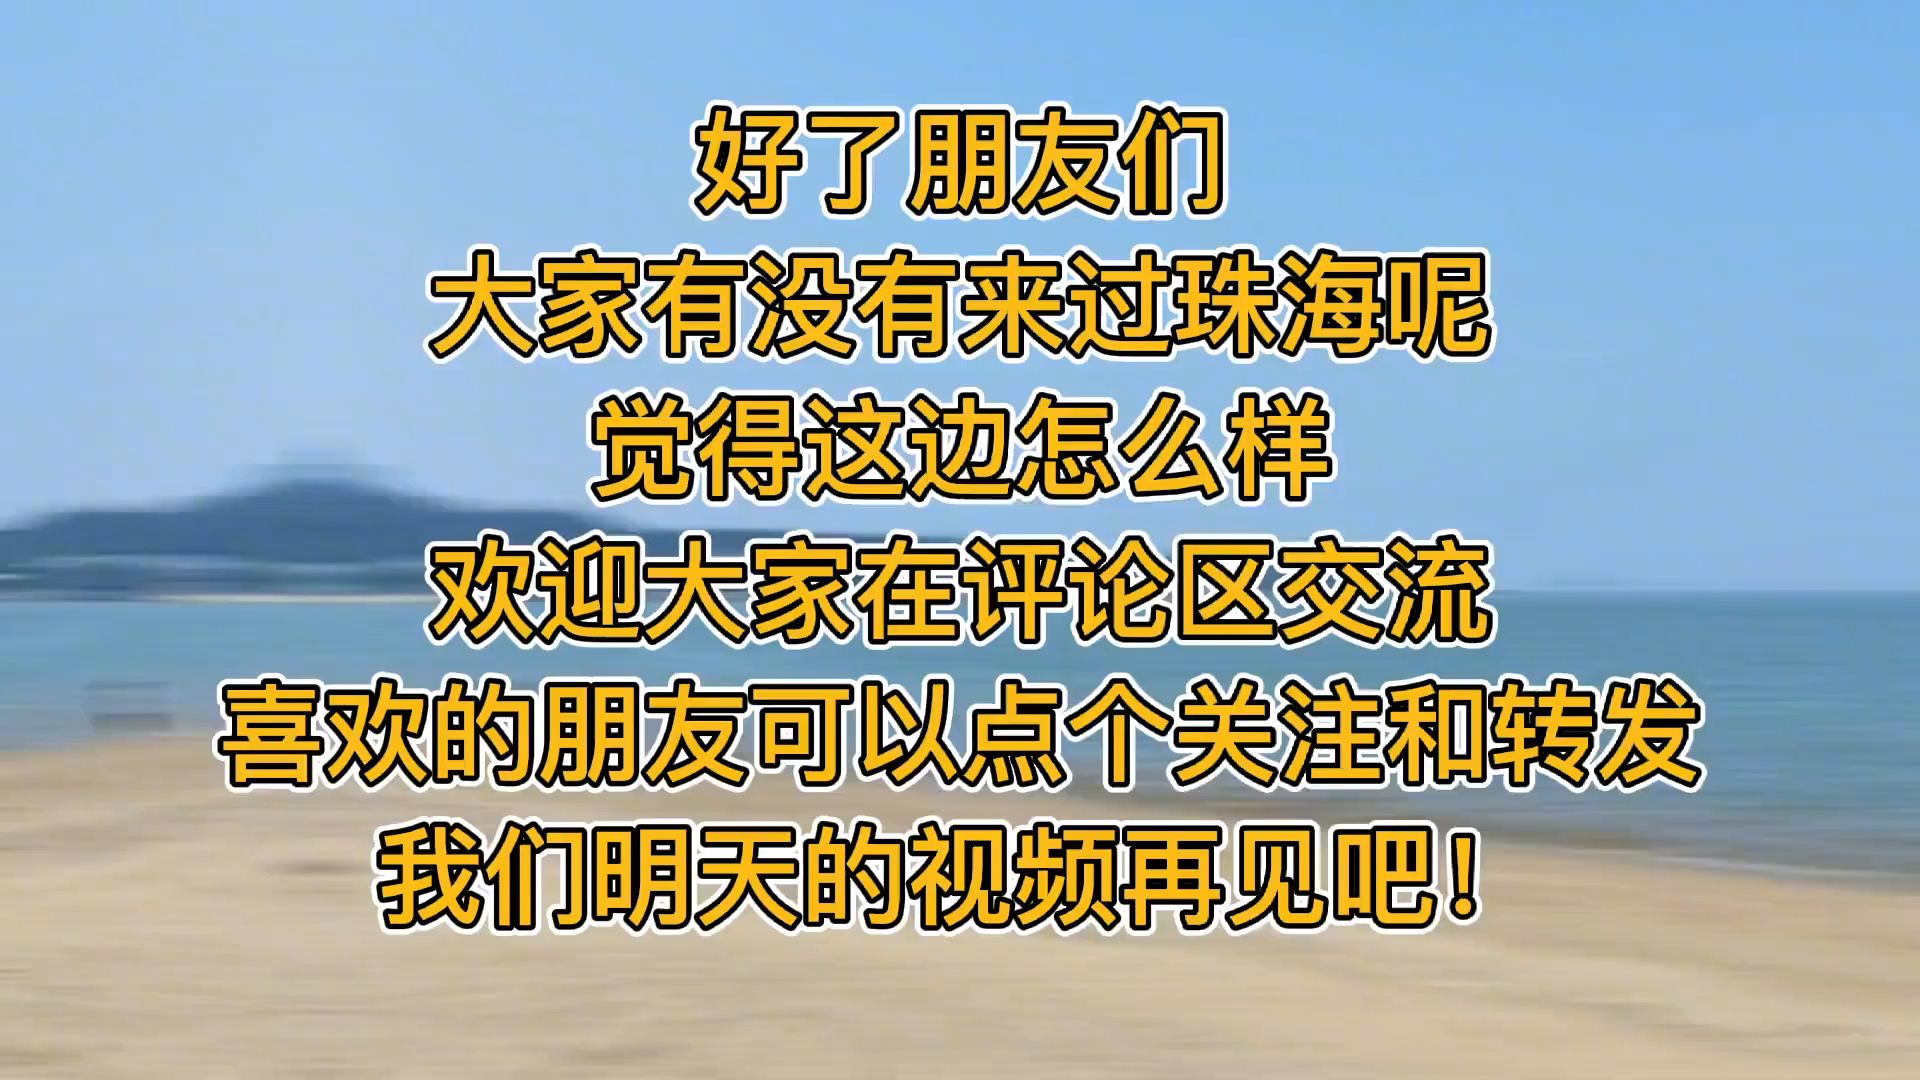 好了朋友们
大家有没有来过珠海呢
觉得这边怎么样
欢迎大家在评论区交流
喜欢的朋友可以点个关注和转发
我们明天的视频再见吧！